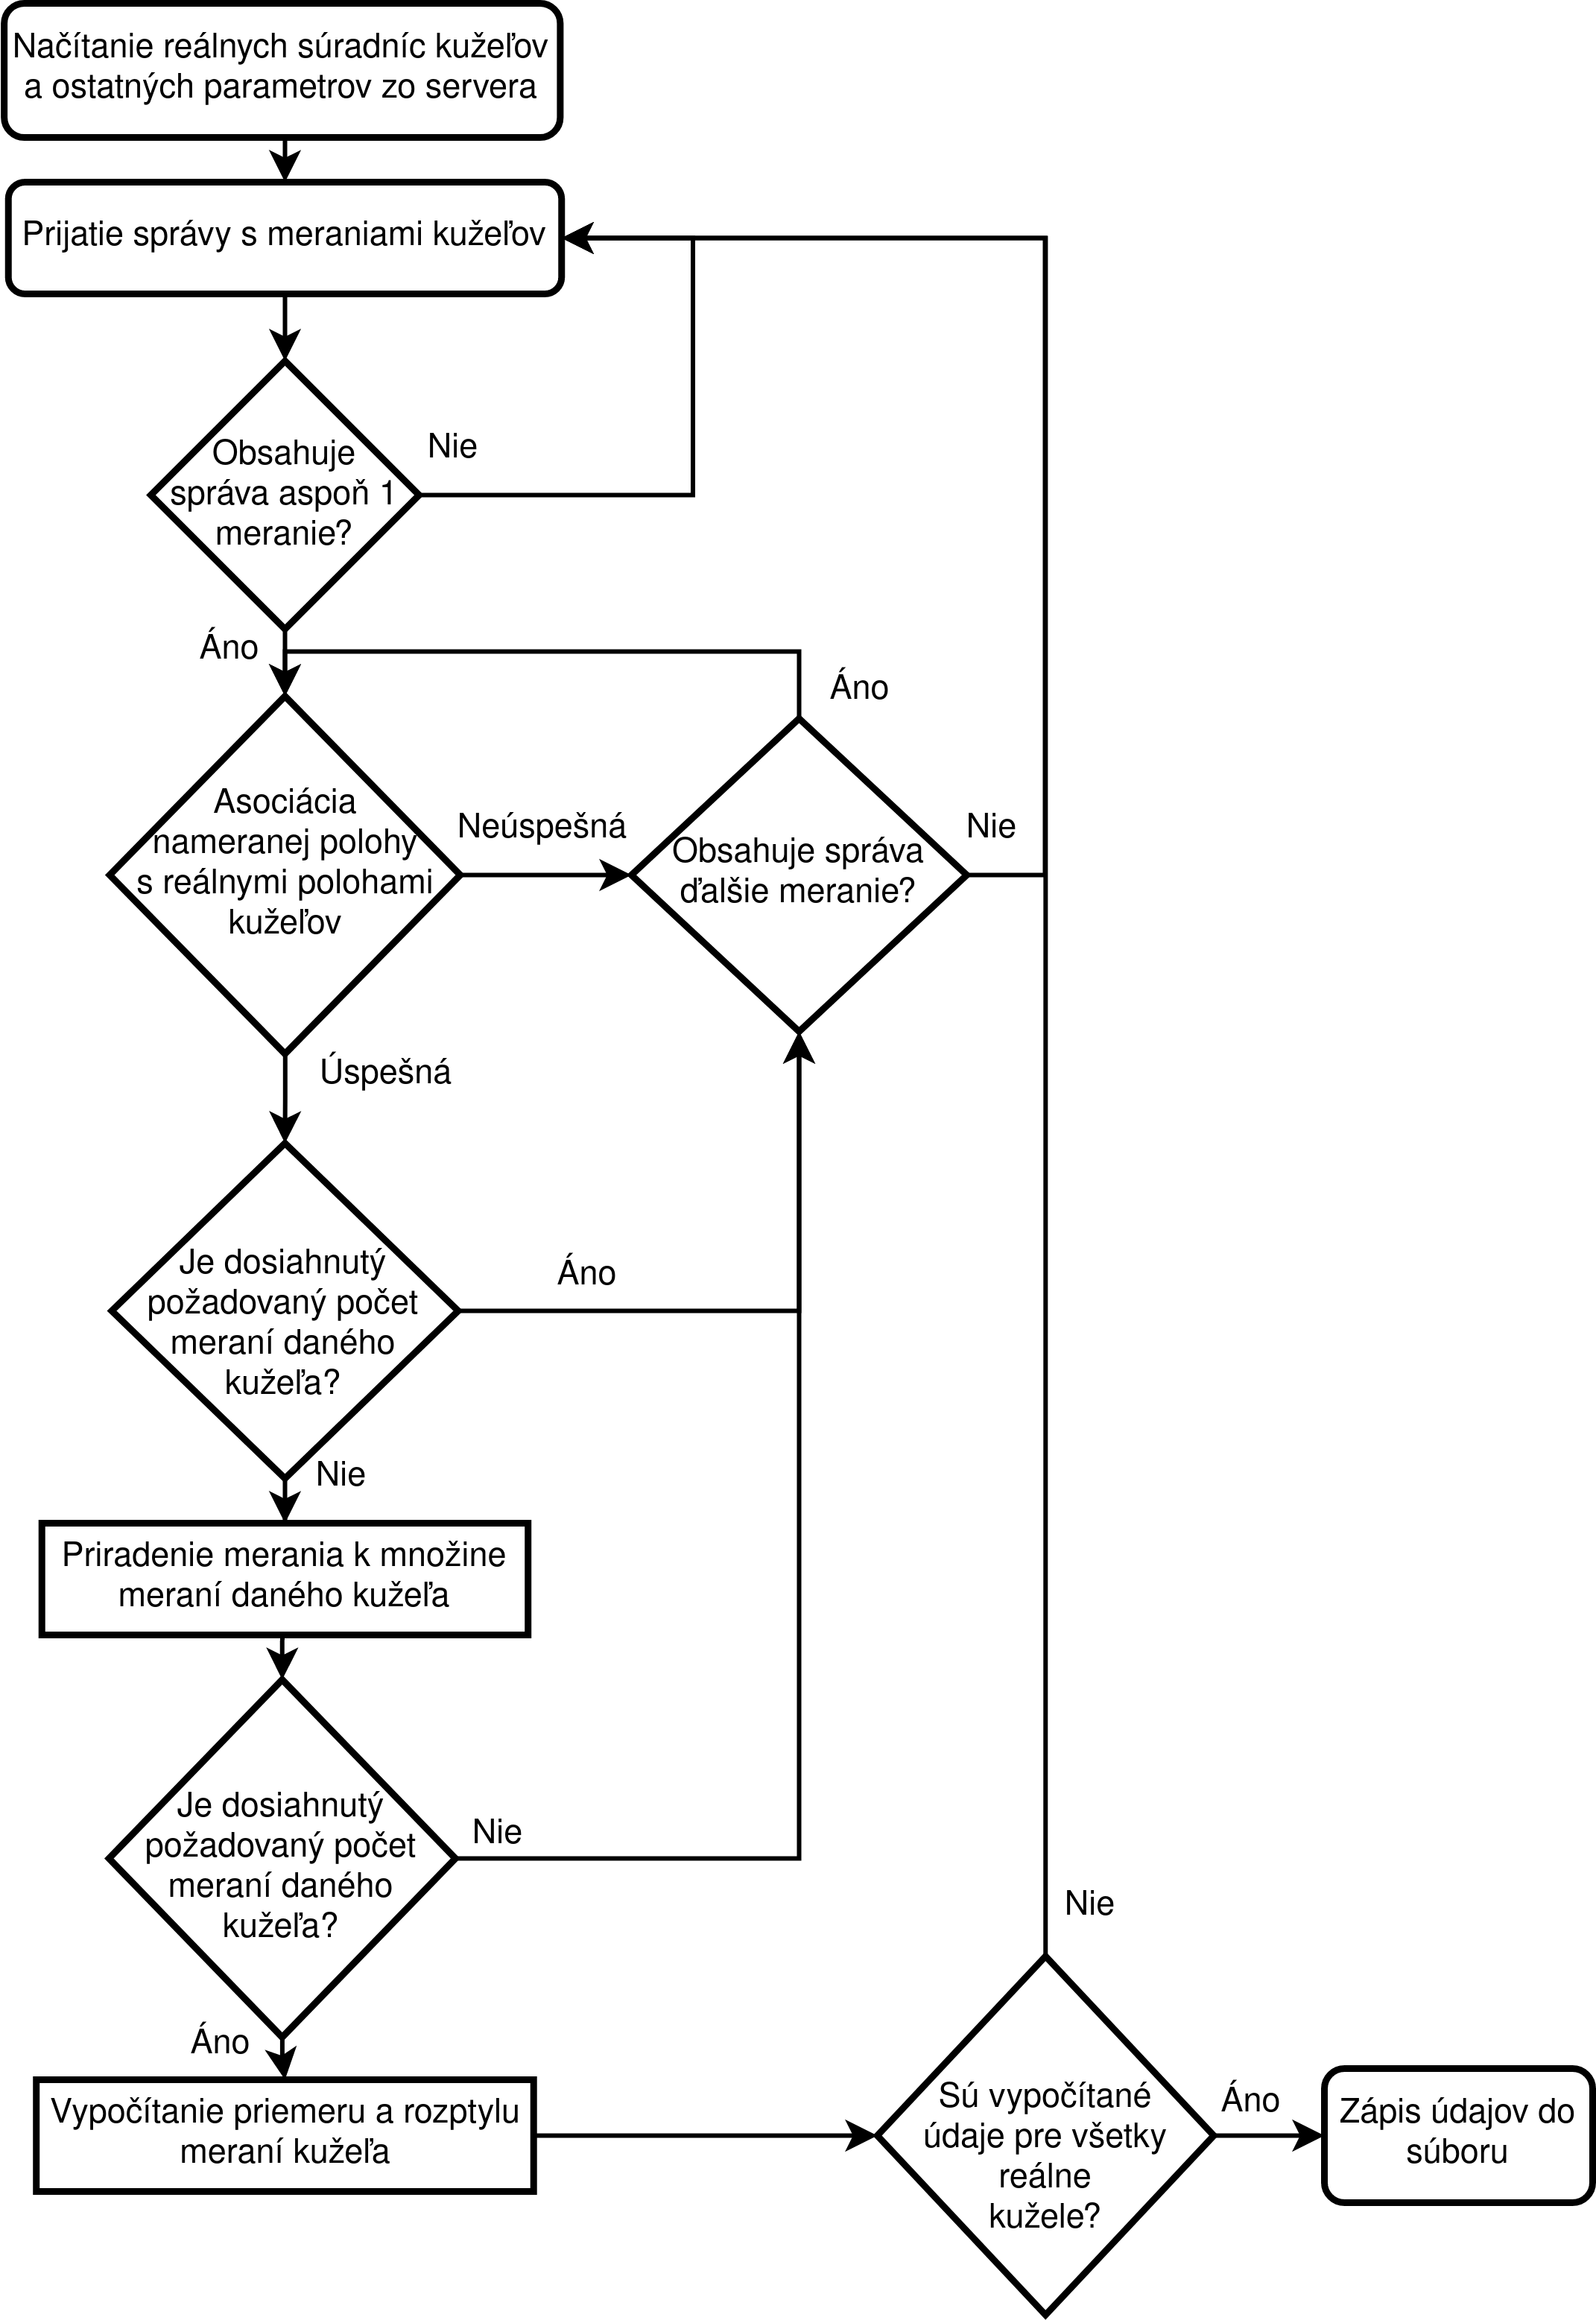 Načítanie reálnych súradníc kužeľov
a ostatných parametrov zo servera
Prijatie správy s meraniami kužeľov
Obsahuje
správa aspoň 1
meranie?
Nie
Áno
Áno
Asociácia
nameranej polohy
s reálnymi polohami
kužeľov
Neúspešná
Obsahuje správa
ďalšie meranie?
Nie
Úspešná
Je dosiahnutý
požadovaný počet
meraní daného
kužeľa?
Áno
Nie
Priradenie merania k množine
meraní daného kužeľa
Je dosiahnutý
požadovaný počet
meraní daného
kužeľa?
Nie
Áno
Vypočítanie priemeru a rozptylu
meraní kužeľa
Nie
Sú vypočítané
údaje pre všetky
reálne
kužele?
Áno
Zápis údajov do
súboru